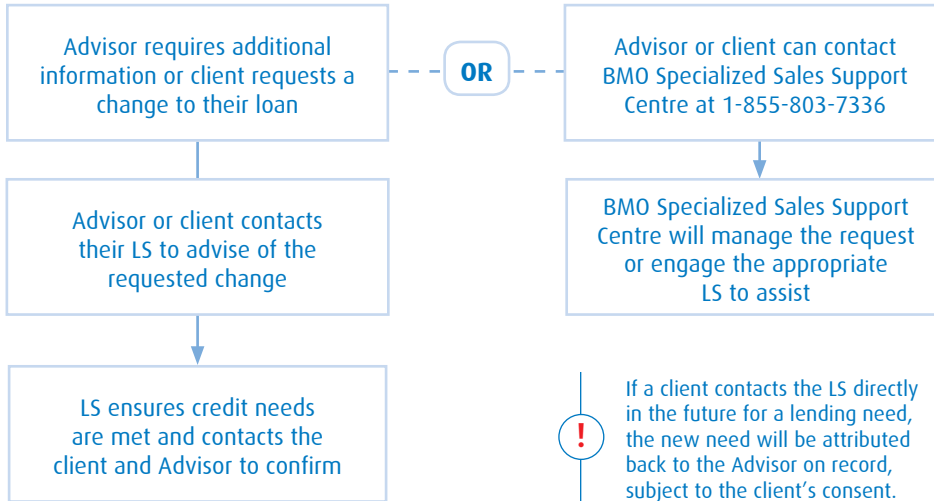 Advisor requires additional
information or client requests a
change to their loan
OR
Advisor or client can contact
BMO Specialized Sales Support
Centre at 1-855-803-7336
Advisor or client contacts
their LS to advise of the
requested change
BMO Specialized Sales Support
Centre will manage the request
or engage the appropriate
LS to assist
LS ensures credit needs
are met and contacts the
client and Advisor to confirm
!
If a client contacts the LS directly
in the future for a lending need,
the new need will be attributed
back to the Advisor on record,
subject to the client's consent.